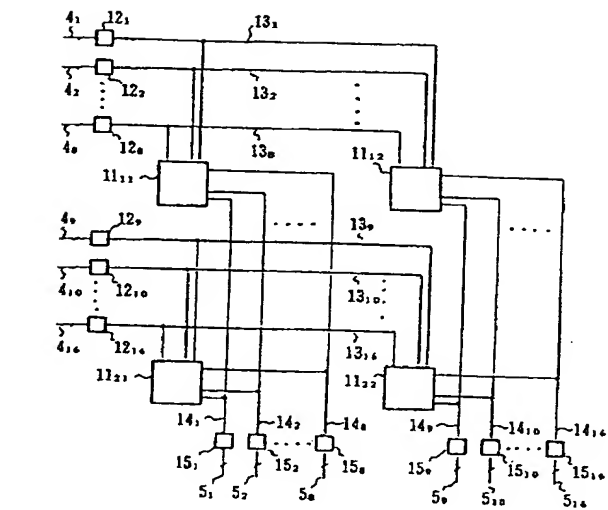 4₁ 12₁ 13₁
4₂ 12₂ 13₂
4₈ 12₈ 13₈ 11₁₂
11₁₁
4₉ 12₉ 13₉
4₁₀ 12₁₀ 13₁₀
4₁₆ 12₁₆ 13₁₆
11₂₁ 11₂₂
14₁ 14₂ 14₈ 14₉ 14₁₀ 14₁₆
15₁ 15₂ 15₈ 15₉ 15₁₀ 15₁₆
5₁ 5₂ 5₈ 5₉ 5₁₀ 5₁₆